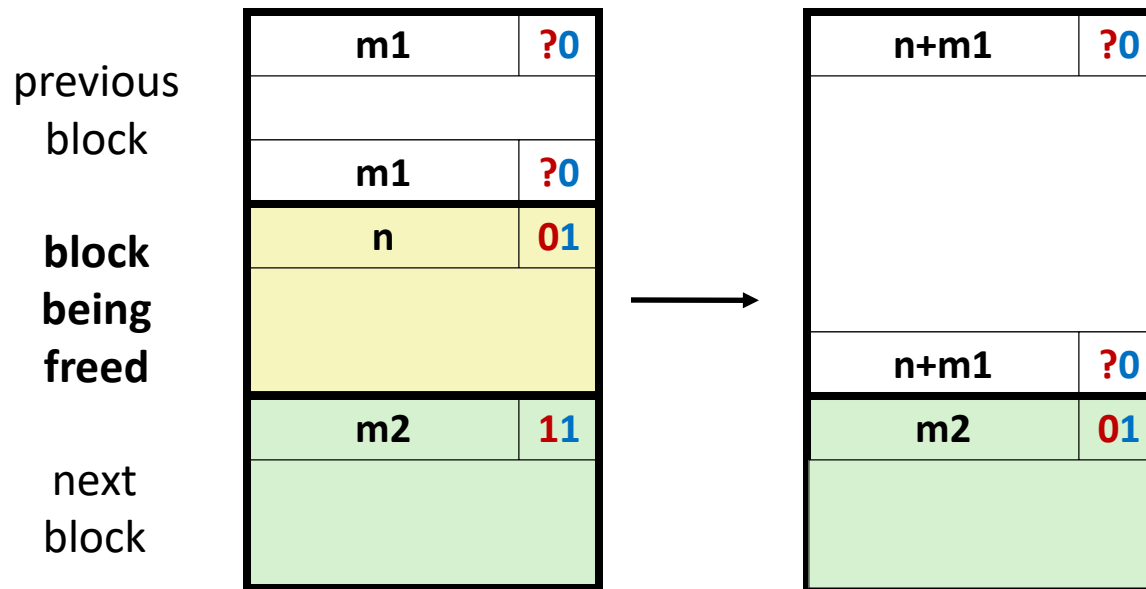 previous
block
block
being
freed
next
block
m1 ?0
m1 ?0
n 01
m2 11
n+m1 ?0
n+m1 ?0
m2 01